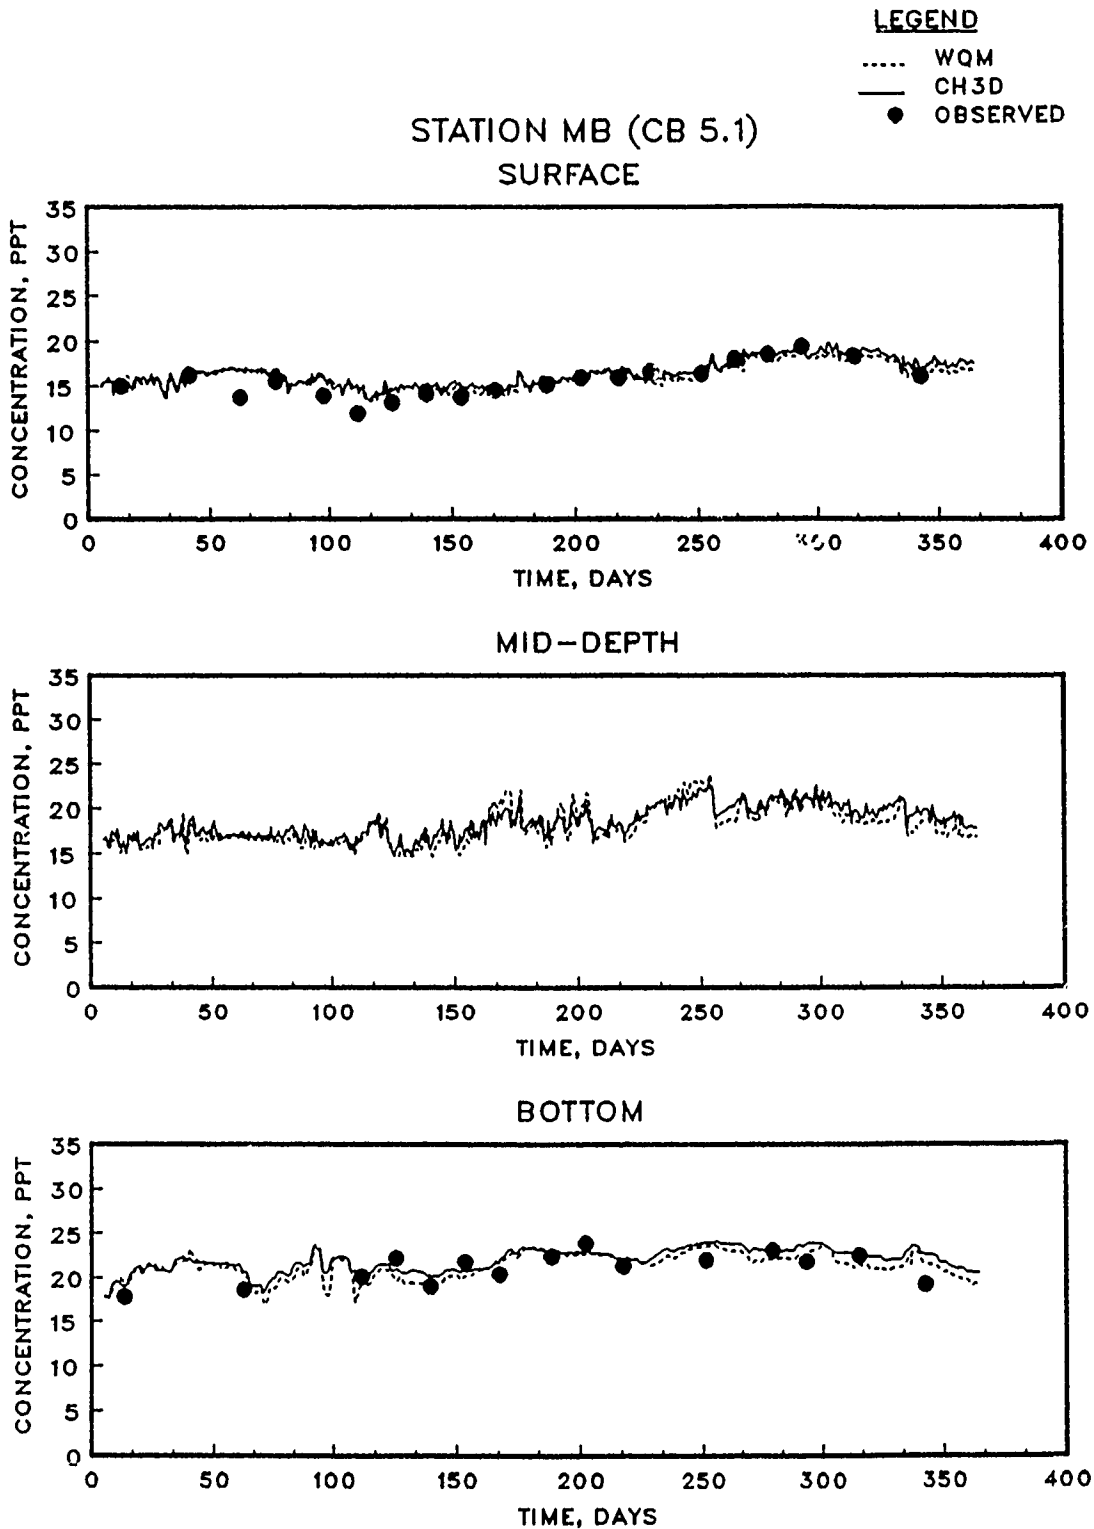 LEGEND
WQM
CH3D
OBSERVED
STATION MB (CB 5.1)
SURFACE
CONCENTRATION, PPT
35
30
25
20
15
10
5
0
0 50 100 150 200 250 350 400
TIME, DAYS
MID-DEPTH
CONCENTRATION, PPT
35
30
25
20
15
10
5
0
0 50 100 150 200 250 300 350 400
TIME, DAYS
BOTTOM
CONCENTRATION, PPT
35
30
25
20
15
10
5
0
0 50 100 150 200 250 300 350 400
TIME, DAYS